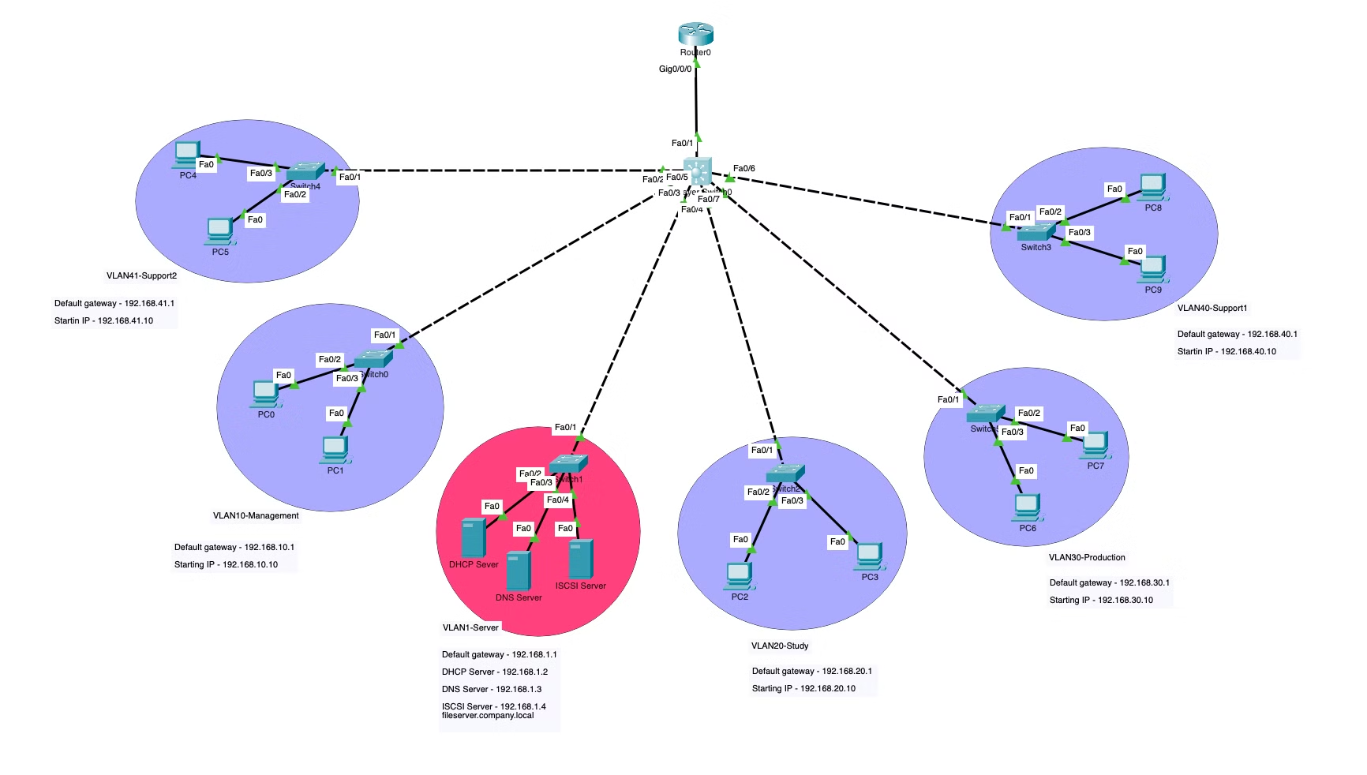 Router0
Gig0/0/0
Fa0/1
Fa0/6
Fa0/5
Fa0/3
Fa0/7
Fa0/4
PC4
Fa0
Fa0/3
Switch4
Fa0/1
Fa0/2
Fa0
PC5
VLAN41-Support2
Default gateway - 192.168.41.1
Startin IP - 192.168.41.10
Fa0/1
Fa0/2
Fa0
Fa0/3
PC0
Fa0
PC1
VLAN10-Management
Default gateway - 192.168.10.1
Starting IP - 192.168.10.10
Fa0/1
Fa0/2
Fa0/3
Fa0/4
Fa0
Fa0
Fa0
DHCP Server
DNS Server
ISCSI Server
VLAN1-Server
Default gateway - 192.168.1.1
DHCP Server - 192.168.1.2
DNS Server - 192.168.1.3
ISCSI Server - 192.168.1.4
fileserver.company.local
Fa0/1
Fa0/2
Fa0/3
Fa0
Fa0
PC2
PC3
VLAN20-Study
Default gateway - 192.168.20.1
Starting IP - 192.168.20.10
Fa0/1
Fa0/2
Fa0/3
Fa0
PC7
Fa0
PC6
VLAN30-Production
Default gateway - 192.168.30.1
Starting IP - 192.168.30.10
Fa0
PC8
Fa0/1
Fa0/2
Fa0/3
Switch3
Fa0
PC9
VLAN40-Support1
Default gateway - 192.168.40.1
Startin IP - 192.168.40.10